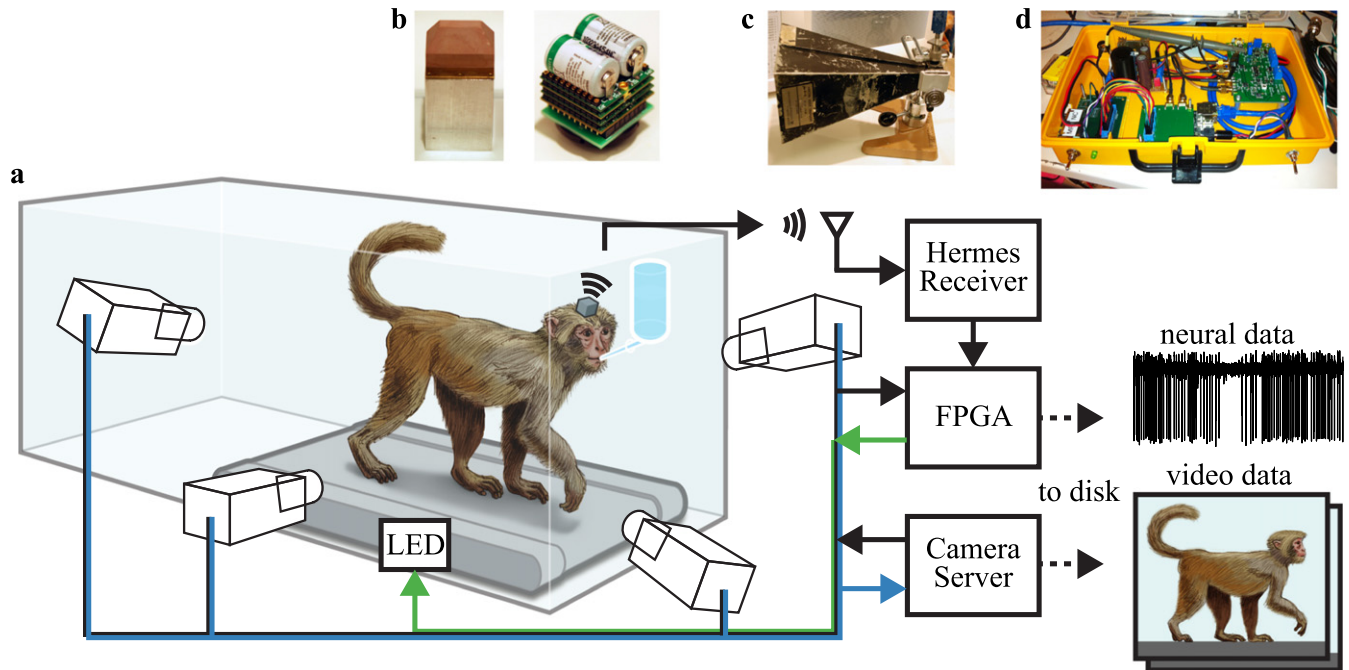 b
c
d
a
Hermes
Receiver
neural data
FPGA
video data
to disk
LED
Camera
Server